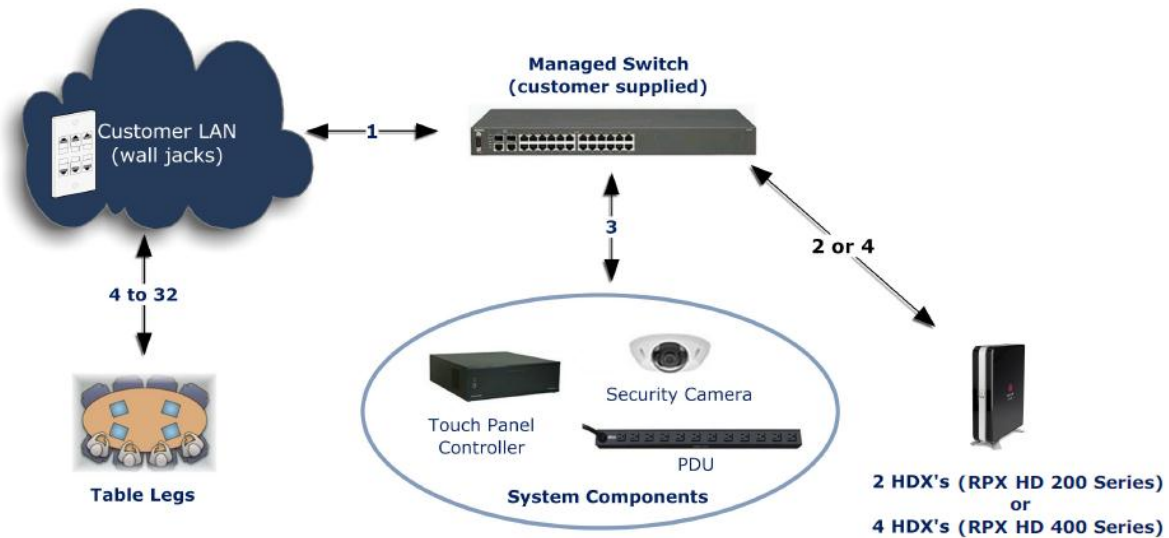 Managed Switch
(customer supplied)
Customer LAN
(wall jacks)
1
3
2 or 4
4 to 32
Security Camera
Touch Panel
Controller
PDU
System Components
Table Legs
2 HDX's (RPX HD 200 Series)
or
4 HDX's (RPX HD 400 Series)